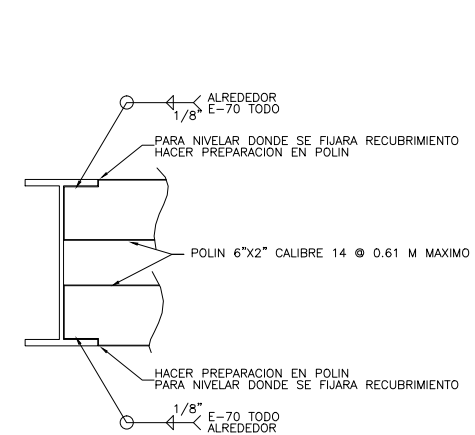 ALREDEDOR
1/8" E-70 TODO
PARA NIVELAR DONDE SE FIJARA RECUBRIMIENTO
HACER PREPARACION EN POLIN
POLIN 6"X2" CALIBRE 14 @ 0.61 M MAXIMO
HACER PREPARACION EN POLIN
PARA NIVELAR DONDE SE FIJARA RECUBRIMIENTO
1/8" E-70 TODO
ALREDEDOR